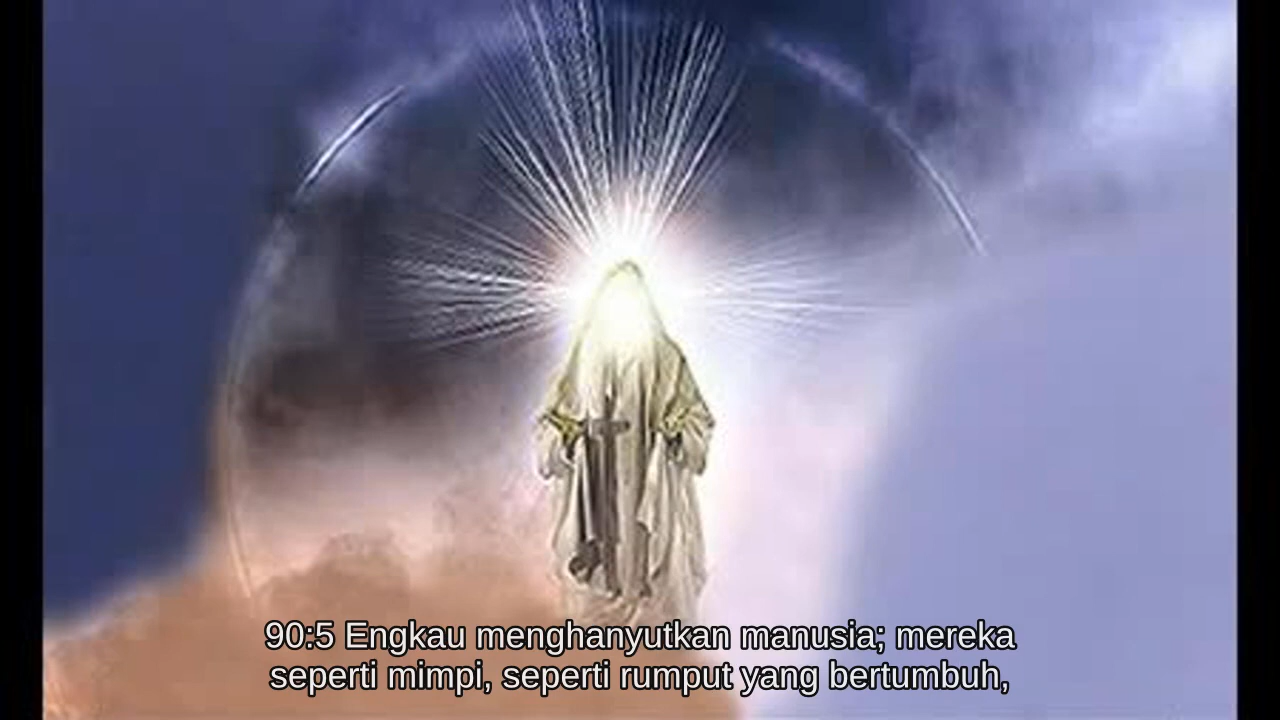 90:5 Engkau menghanyutkan manusia; mereka
seperti mimpi, seperti rumput yang bertumbuh,